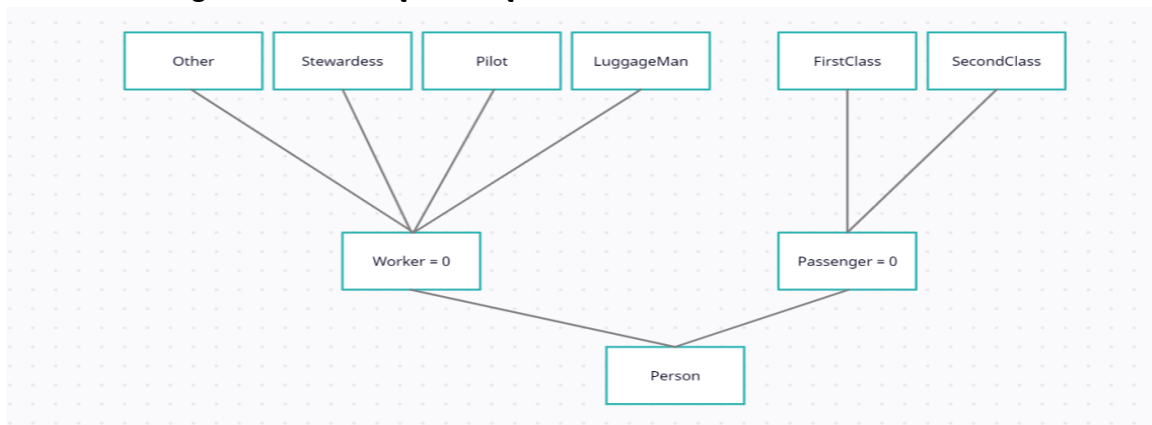 Other
Stewardess
Pilot
LuggageMan
FirstClass
SecondClass
Worker = 0
Passenger = 0
Person